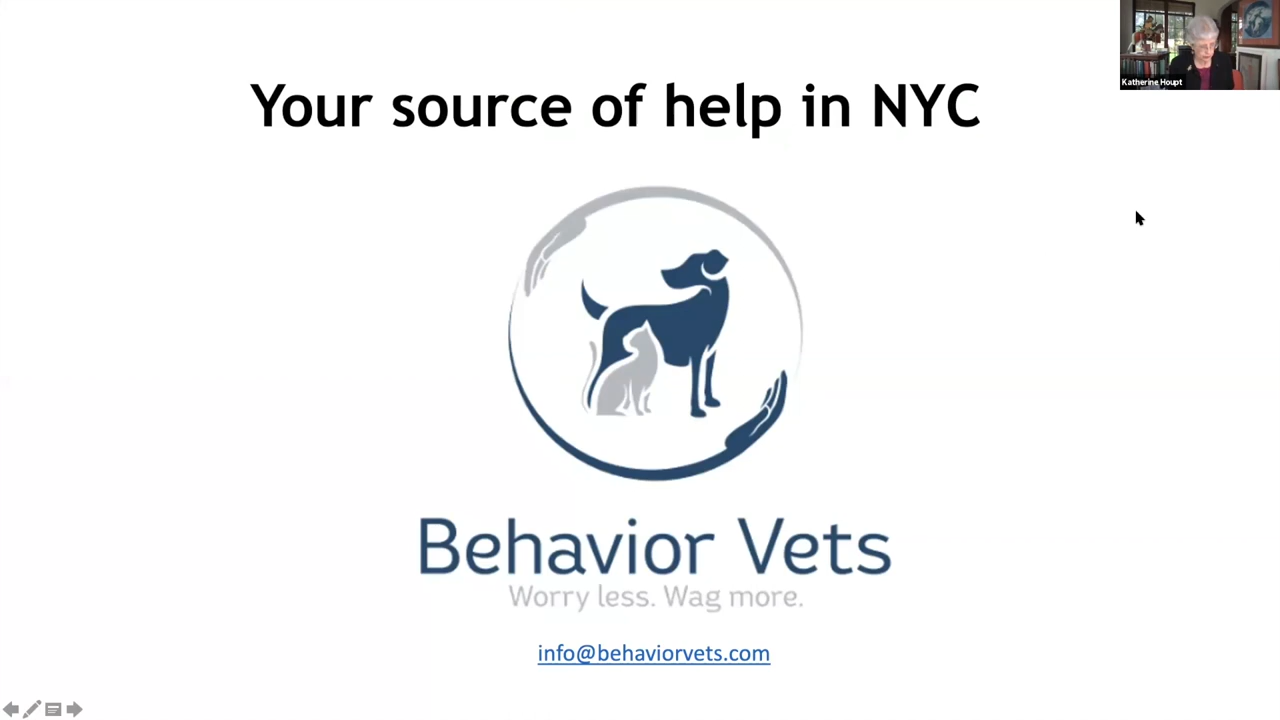 Your source of help in NYC
Katherine Houpt
Behavior Vets
Worry less. Wag more.
info@behaviorvets.com